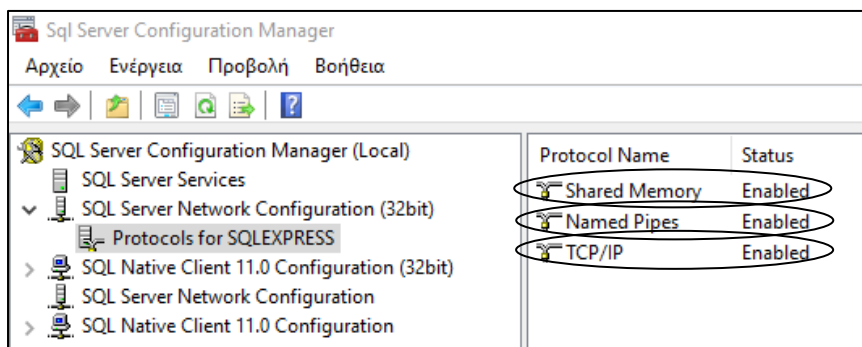 Sql Server Configuration Manager
Αρχείο Ενέργεια Προβολή Βοήθεια
SQL Server Configuration Manager (Local)
SQL Server Services
SQL Server Network Configuration (32bit)
Protocols for SQLEXPRESS
SQL Native Client 11.0 Configuration (32bit)
SQL Server Network Configuration
SQL Native Client 11.0 Configuration
Protocol Name Status
Shared Memory Enabled
Named Pipes Enabled
TCP/IP Enabled